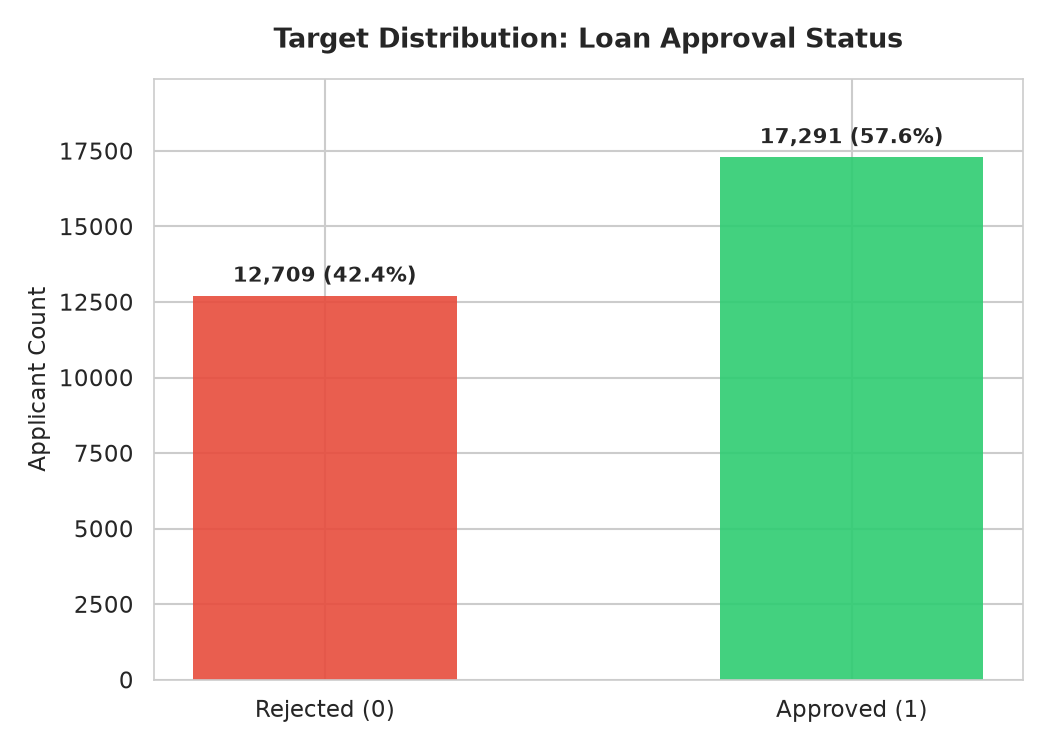 Target Distribution: Loan Approval Status
Applicant Count
17500
15000
12500
10000
7500
5000
2500
0
12,709 (42.4%)
17,291 (57.6%)
Rejected (0)
Approved (1)